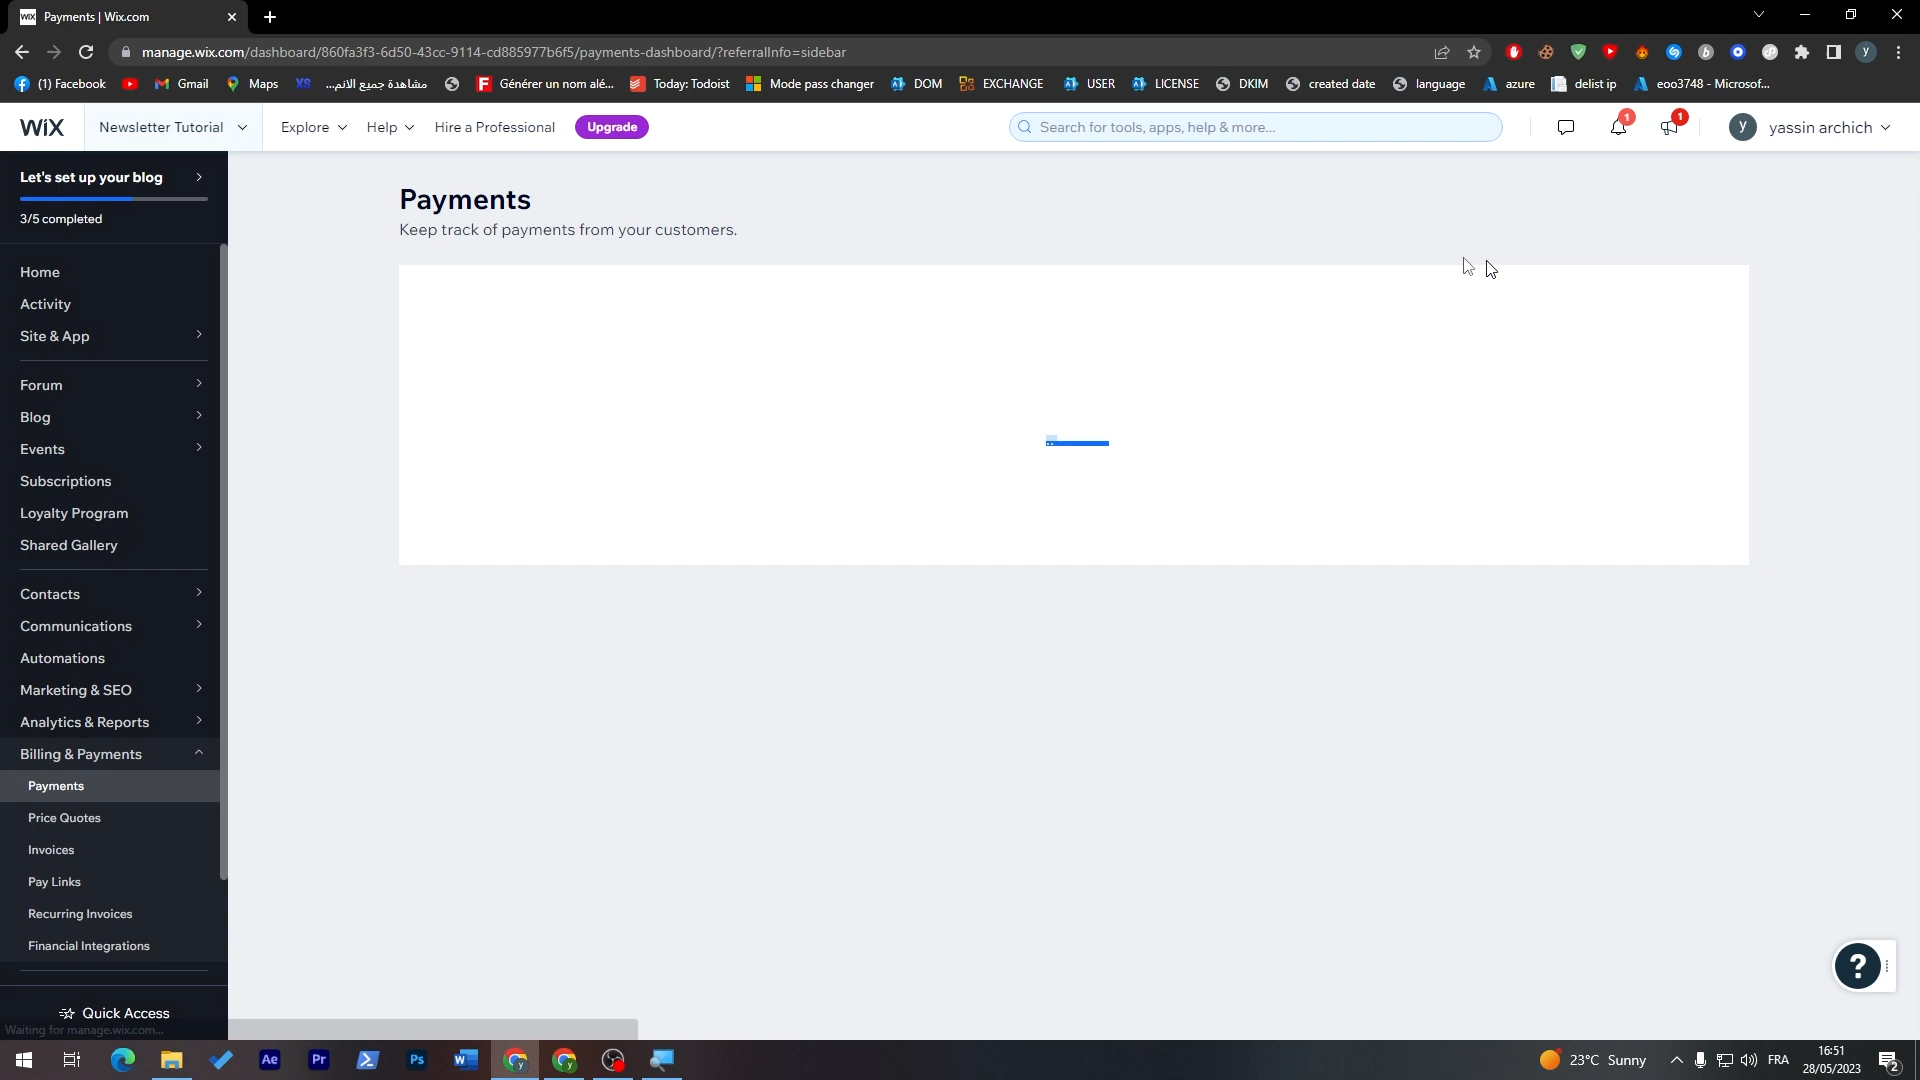 Payments | Wix.com
manage.wix.com/dashboard/860fa3f3-6d50-43cc-9114-cd885977b6f5/payments-dashboard/?referralInfo=sidebar
(1) Facebook
Gmail
Maps
مشاهدة جميع الانم...
Générer un nom alé...
Today: Todoist
Mode pass changer
DOM
EXCHANGE
USER
LICENSE
DKIM
created date
language
azure
delist ip
eoo3748 - Microsof...
WiX
Newsletter Tutorial
Explore
Help
Hire a Professional
Upgrade
Search for tools, apps, help & more...
1
1
y
yassin archich
Let's set up your blog
3/5 completed
Home
Activity
Site & App
Forum
Blog
Events
Subscriptions
Loyalty Program
Shared Gallery
Contacts
Communications
Automations
Marketing & SEO
Analytics & Reports
Billing & Payments
Payments
Price Quotes
Invoices
Pay Links
Recurring Invoices
Financial Integrations
Quick Access
Waiting for manage.wix.com...
Payments
Keep track of payments from your customers.
?
Ae
Pr
Ps
23°C Sunny
FRA
16:51
28/05/2023
2